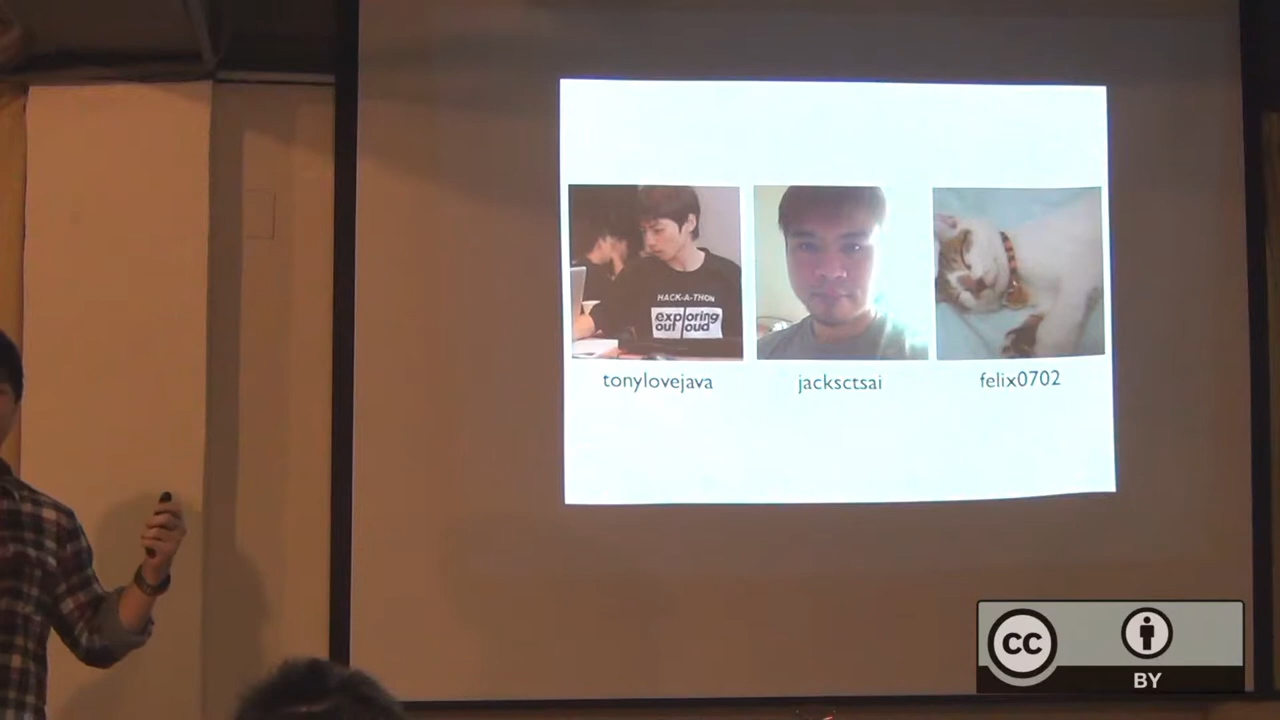 HACK-A-THON
exploring
out loud
tonylovejava
jacksctsai
felix0702
CC
BY